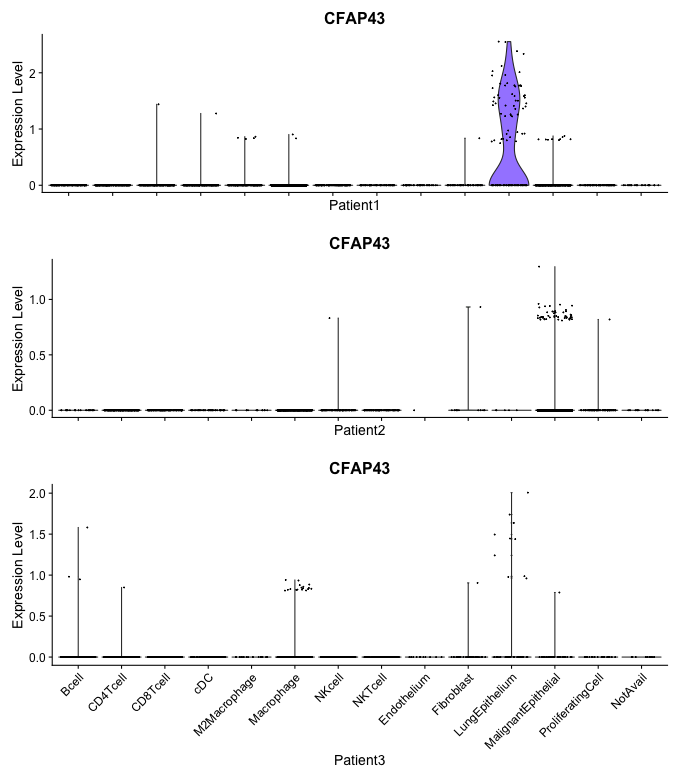 CFAP43
Expression Level
2
1
0
Patient1
CFAP43
Expression Level
1.0
0.5
0.0
Patient2
CFAP43
Expression Level
2.0
1.5
1.0
0.5
0.0
Bcell
CD4Tcell
CD8Tcell
cDC
M2Macrophage
Macrophage
NKcell
NKTcell
Endothelium
Fibroblast
LungEpithelium
MalignantEpithelial
ProliferatingCell
NotAvail
Patient3